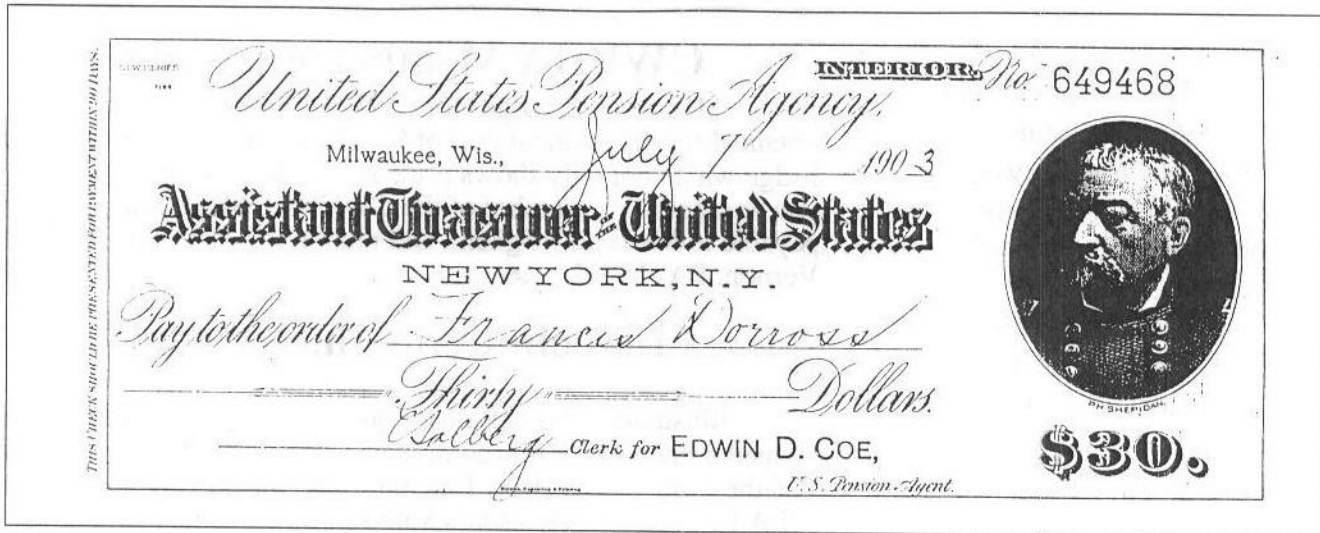 THIS CHECK SHOULD BE PRESENTED FOR PAYMENT WITHIN 90 DAYS.
INTERIOR. No. 649468
United States Pension Agency,
Milwaukee, Wis., July 7 1903
Assistant Treasurer OF THE United States
NEW YORK, N.Y.
Pay to the order of Francis Dorross
Thirty Dollars.
Solberg Clerk for EDWIN D. COE,
U. S. Pension Agent.
P.H. SHERIDAN.
$30.